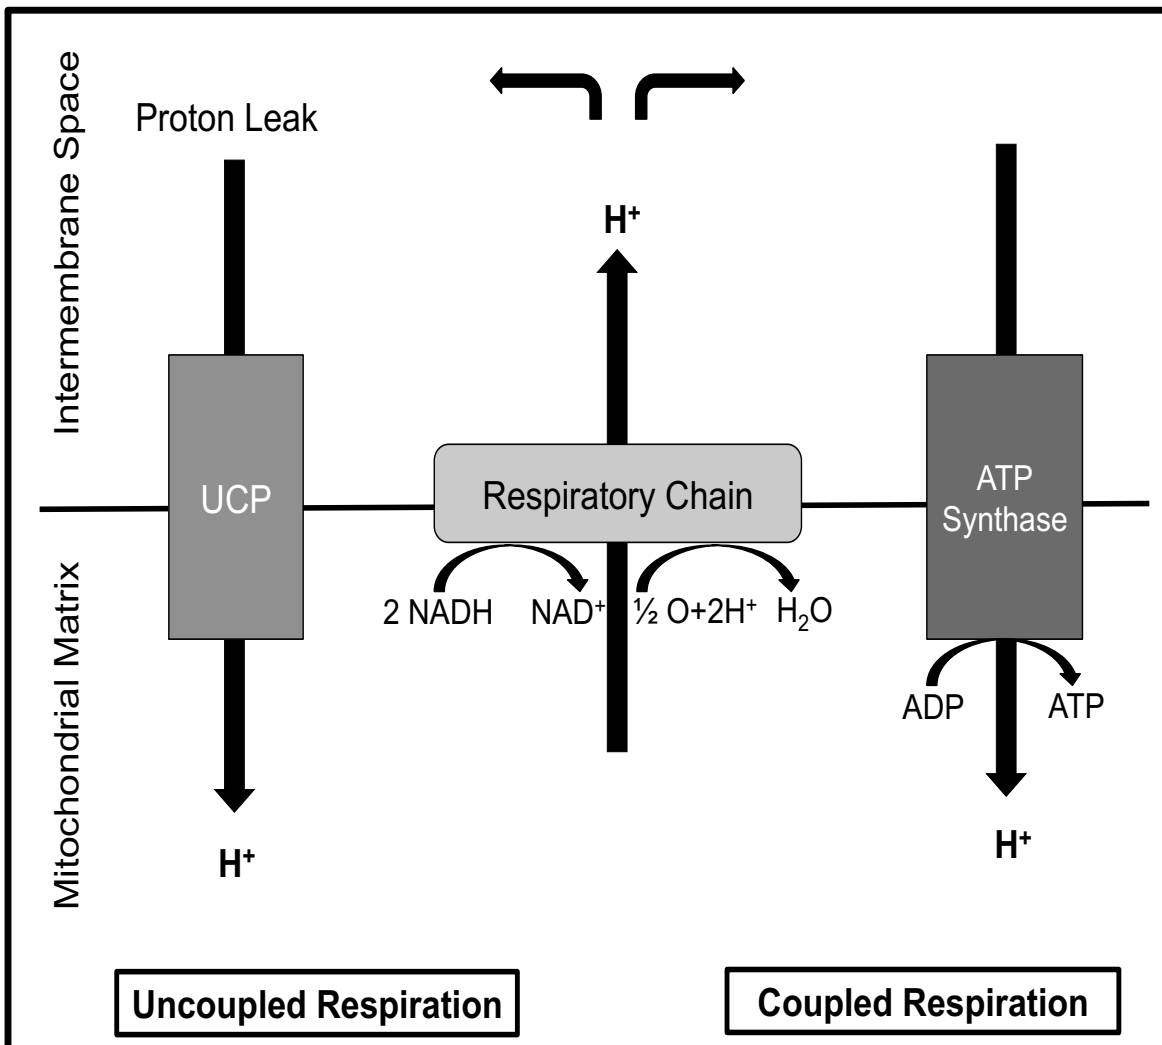 Intermembrane Space
Mitochondrial Matrix
Proton Leak
H⁺
UCP
Respiratory Chain
ATP
Synthase
2 NADH
NAD⁺
½ O+2H⁺
H₂O
ADP
ATP
H⁺
H⁺
Uncoupled Respiration
Coupled Respiration